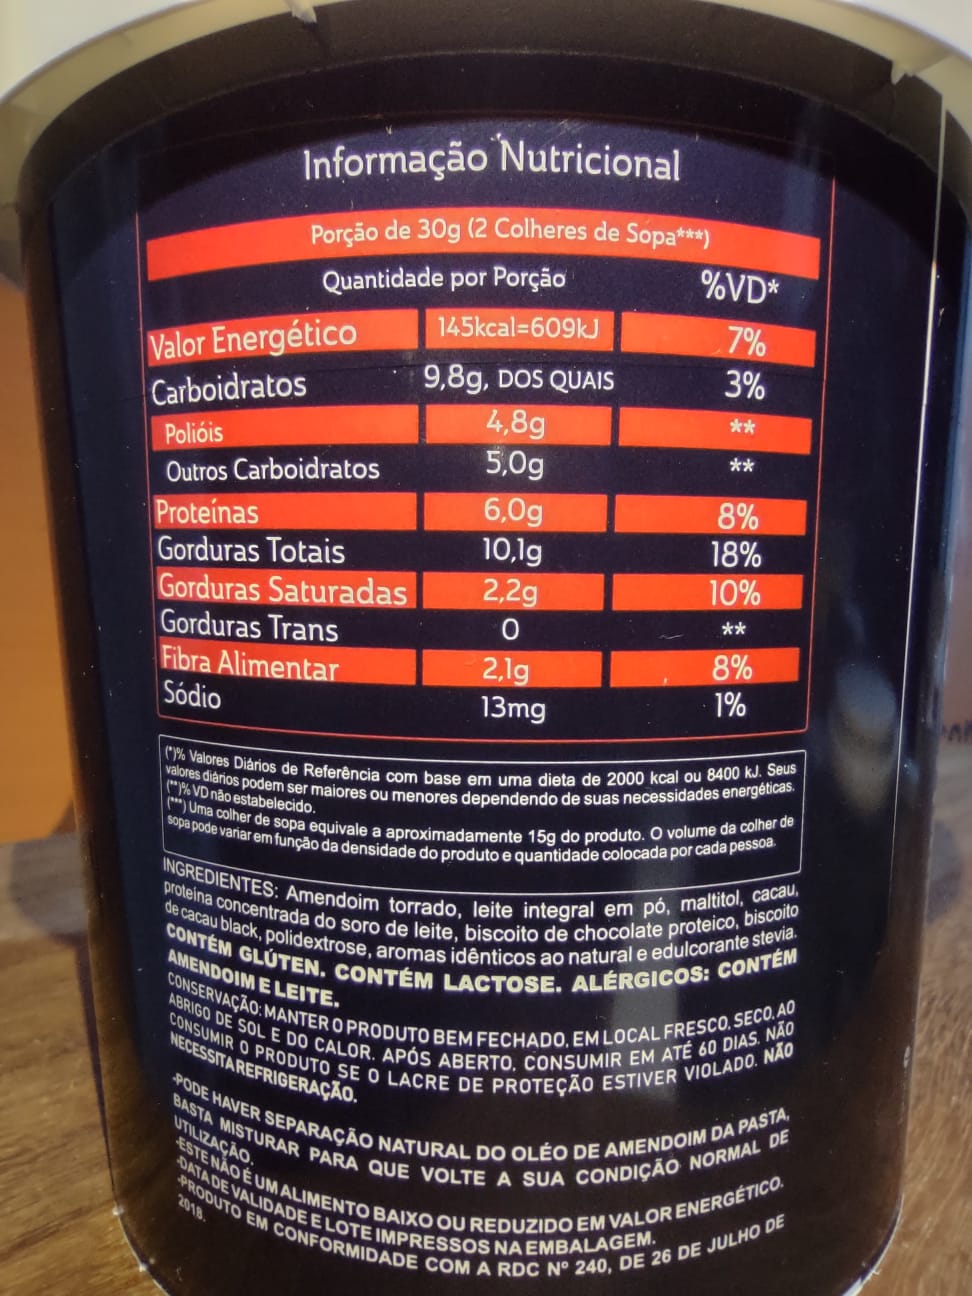 Informação Nutricional
Porção de 30g (2 Colheres de Sopa***)
Quantidade por Porção %VD*
Valor Energético 145kcal=609kJ 7%
Carboidratos 9,8g, DOS QUAIS 3%
Polióis 4,8g **
Outros Carboidratos 5,0g **
Proteínas 6,0g 8%
Gorduras Totais 10,1g 18%
Gorduras Saturadas 2,2g 10%
Gorduras Trans 0 **
Fibra Alimentar 2,1g 8%
Sódio 13mg 1%
(*)% Valores Diários de Referência com base em uma dieta de 2000 kcal ou 8400 kJ. Seus
valores diários podem ser maiores ou menores dependendo de suas necessidades energéticas.
(**)% VD não estabelecido.
(***) Uma colher de sopa equivale a aproximadamente 15g do produto. O volume da colher de
sopa pode variar em função da densidade do produto e quantidade colocada por cada pessoa.
INGREDIENTES: Amendoim torrado, leite integral em pó, maltitol, cacau,
proteína concentrada do soro de leite, biscoito de chocolate proteico, biscoito
de cacau black, polidextrose, aromas idênticos ao natural e edulcorante stevia.
CONTÉM GLÚTEN. CONTÉM LACTOSE. ALÉRGICOS: CONTÉM
AMENDOIM E LEITE.
CONSERVAÇÃO: MANTER O PRODUTO BEM FECHADO, EM LOCAL FRESCO, SECO, AO
ABRIGO DE SOL E DO CALOR. APÓS ABERTO, CONSUMIR EM ATÉ 60 DIAS. NÃO
CONSUMIR O PRODUTO SE O LACRE DE PROTEÇÃO ESTIVER VIOLADO. NÃO
NECESSITA REFRIGERAÇÃO.
-PODE HAVER SEPARAÇÃO NATURAL DO OLÉO DE AMENDOIM DA PASTA,
BASTA MISTURAR PARA QUE VOLTE A SUA CONDIÇÃO NORMAL DE
UTILIZAÇÃO.
-ESTE NÃO É UM ALIMENTO BAIXO OU REDUZIDO EM VALOR ENERGÉTICO.
-DATA DE VALIDADE E LOTE IMPRESSOS NA EMBALAGEM.
-PRODUTO EM CONFORMIDADE COM A RDC Nº 240, DE 26 DE JULHO DE
2018.